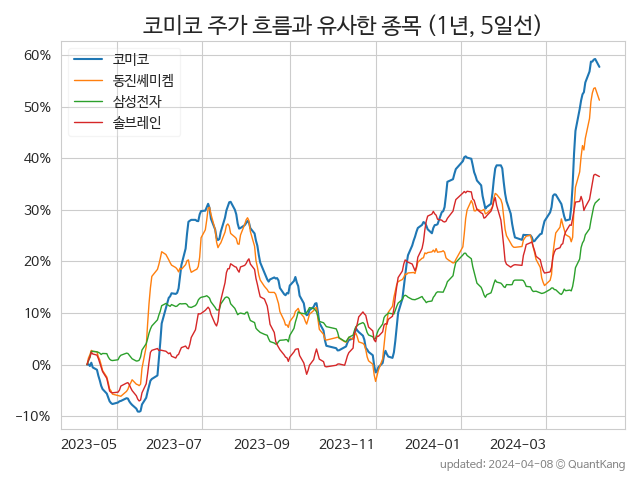 코미코 주가 흐름과 유사한 종목 (1년, 5일선)
60%
50%
40%
30%
20%
10%
0%
−10%
코미코
동진쎄미켐
삼성전자
솔브레인
2023-05 2023-07 2023-09 2023-11 2024-01 2024-03
updated: 2024-04-08 @ QuantKang